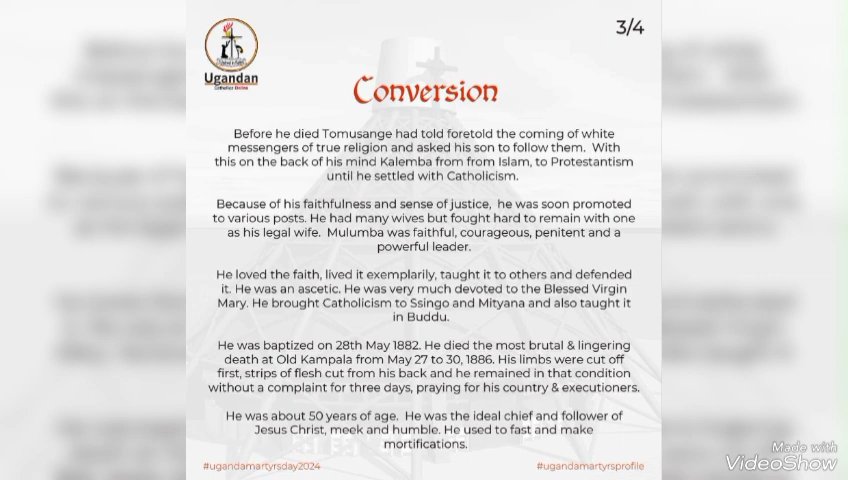 3/4
Ugandan
Catholics Online
Conversion
Before he died Tomusange had told foretold the coming of white
messengers of true religion and asked his son to follow them. With
this on the back of his mind Kalemba from from Islam, to Protestantism
until he settled with Catholicism.
Because of his faithfulness and sense of justice, he was soon promoted
to various posts. He had many wives but fought hard to remain with one
as his legal wife. Mulumba was faithful, courageous, penitent and a
powerful leader.
He loved the faith, lived it exemplarily, taught it to others and defended
it. He was an ascetic. He was very much devoted to the Blessed Virgin
Mary. He brought Catholicism to Ssingo and Mityana and also taught it
in Buddu.
He was baptized on 28th May 1882. He died the most brutal & lingering
death at Old Kampala from May 27 to 30, 1886. His limbs were cut off
first, strips of flesh cut from his back and he remained in that condition
without a complaint for three days, praying for his country & executioners.
He was about 50 years of age. He was the ideal chief and follower of
Jesus Christ, meek and humble. He used to fast and make
mortifications.
#ugandamartyrsday2024
#ugandamartyrsprofile
Made with
VideoShow